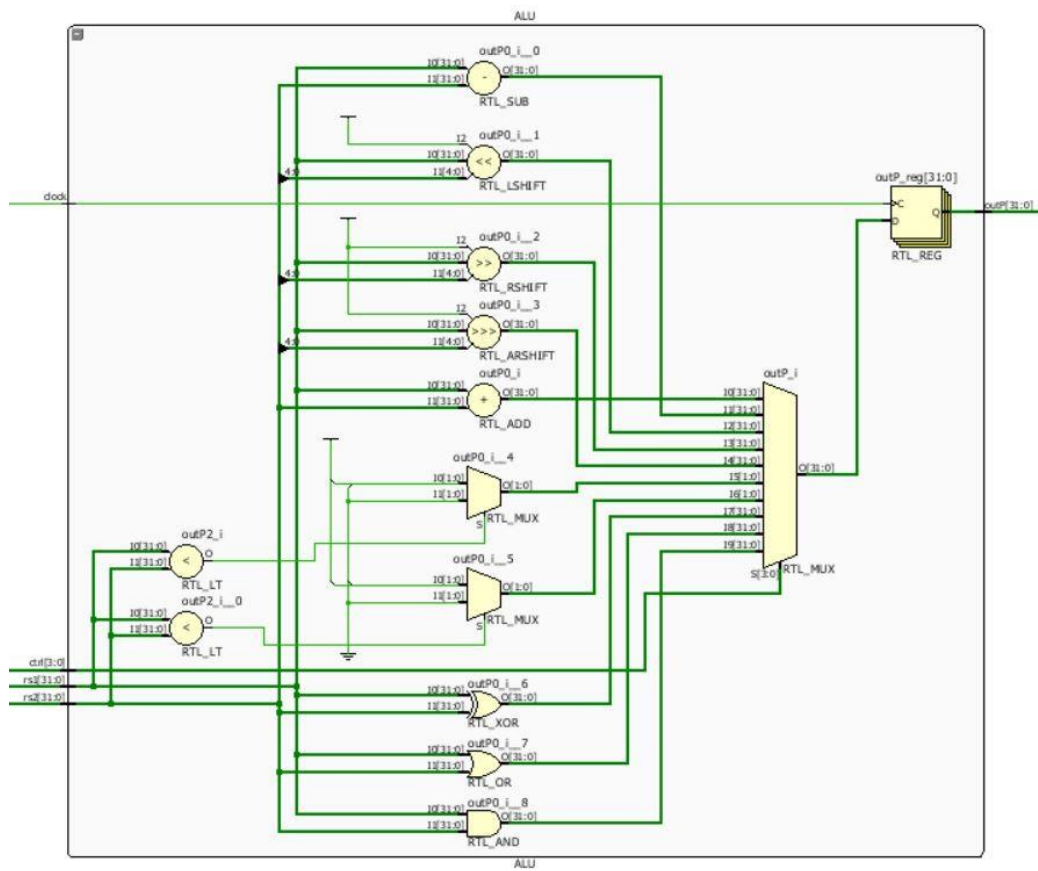 ALU
outP0_i__0
I0[31:0]
I1[31:0]
O[31:0]
-
RTL_SUB
outP0_i__1
I2
I0[31:0]
4:0
I1[4:0]
O[31:0]
<<
RTL_LSHIFT
clock
outP_reg[31:0]
C
D
Q
outP[31:0]
RTL_REG
outP0_i__2
I2
I0[31:0]
4:0
I1[4:0]
O[31:0]
>>
RTL_RSHIFT
outP0_i__3
I2
I0[31:0]
4:0
I1[4:0]
O[31:0]
>>>
RTL_ARSHIFT
outP0_i
I0[31:0]
I1[31:0]
O[31:0]
+
RTL_ADD
outP_i
I0[31:0]
I1[31:0]
I2[31:0]
I3[31:0]
I4[31:0]
I5[1:0]
I6[1:0]
I7[31:0]
I8[31:0]
I9[31:0]
O[31:0]
S[3:0]
RTL_MUX
outP0_i__4
I0[1:0]
I1[1:0]
O[1:0]
S
RTL_MUX
outP2_i
I0[31:0]
I1[31:0]
O
<
RTL_LT
outP0_i__5
I0[1:0]
I1[1:0]
O[1:0]
S
RTL_MUX
outP2_i__0
I0[31:0]
I1[31:0]
O
<
RTL_LT
ctrl[3:0]
rs1[31:0]
rs2[31:0]
outP0_i__6
I0[31:0]
I1[31:0]
O[31:0]
RTL_XOR
outP0_i__7
I0[31:0]
I1[31:0]
O[31:0]
RTL_OR
outP0_i__8
I0[31:0]
I1[31:0]
O[31:0]
RTL_AND
ALU